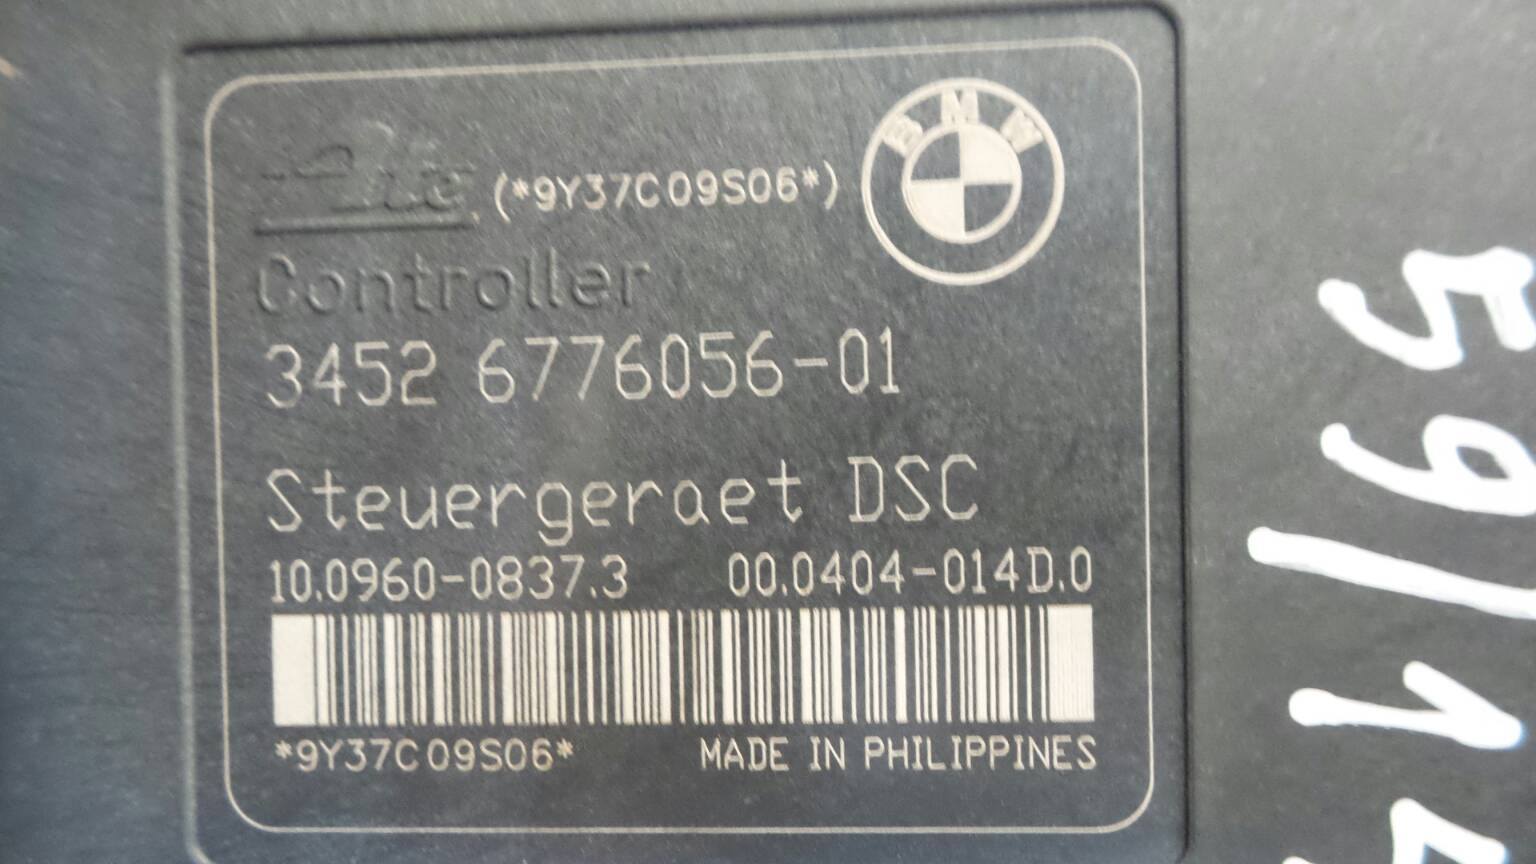 Ate (*9Y37C09S06*)
BMW
Controller
3452 6776056-01
Steuergeraet DSC
10.0960-0837.3 00.0404-014D.0
*9Y37C09S06* MADE IN PHILIPPINES